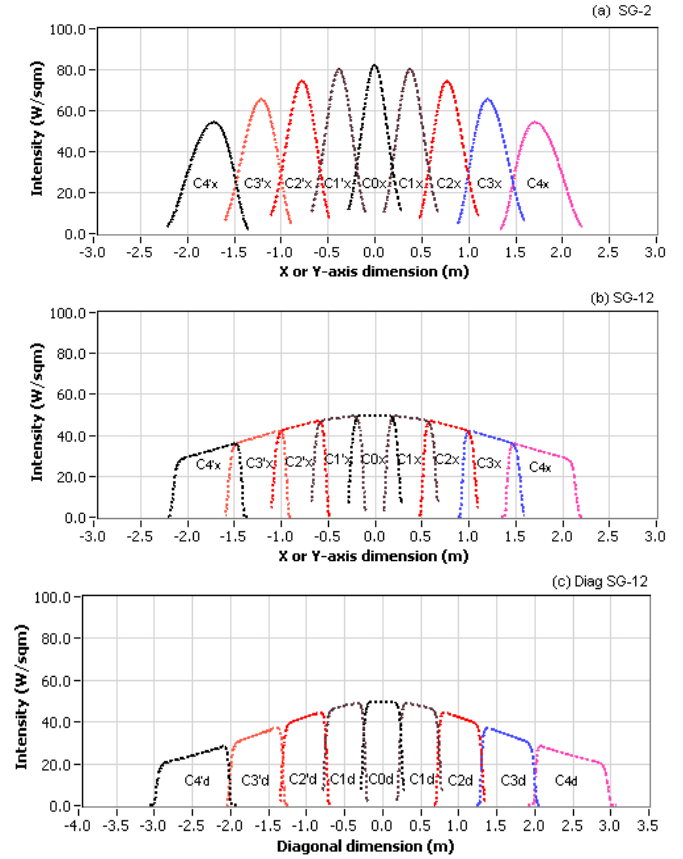 (a) SG-2
Intensity (W/sqm)
100.0
80.0
60.0
40.0
20.0
0.0
C4'x C3'x C2'x C1'x C0x C1x C2x C3x C4x
-3.0 -2.5 -2.0 -1.5 -1.0 -0.5 0.0 0.5 1.0 1.5 2.0 2.5 3.0
X or Y-axis dimension (m)
(b) SG-12
Intensity (W/sqm)
100.0
80.0
60.0
40.0
20.0
0.0
C4'x C3'x C2'x C1'x C0x C1x C2x C3x C4x
-3.0 -2.5 -2.0 -1.5 -1.0 -0.5 0.0 0.5 1.0 1.5 2.0 2.5 3.0
X or Y-axis dimension (m)
(c) Diag SG-12
Intensity (W/sqm)
100.0
80.0
60.0
40.0
20.0
0.0
C4'd C3'd C2'd C1d C0d C1d C2d C3d C4d
-4.0 -3.5 -3.0 -2.5 -2.0 -1.5 -1.0 -0.5 0.0 0.5 1.0 1.5 2.0 2.5 3.0 3.5
Diagonal dimension (m)